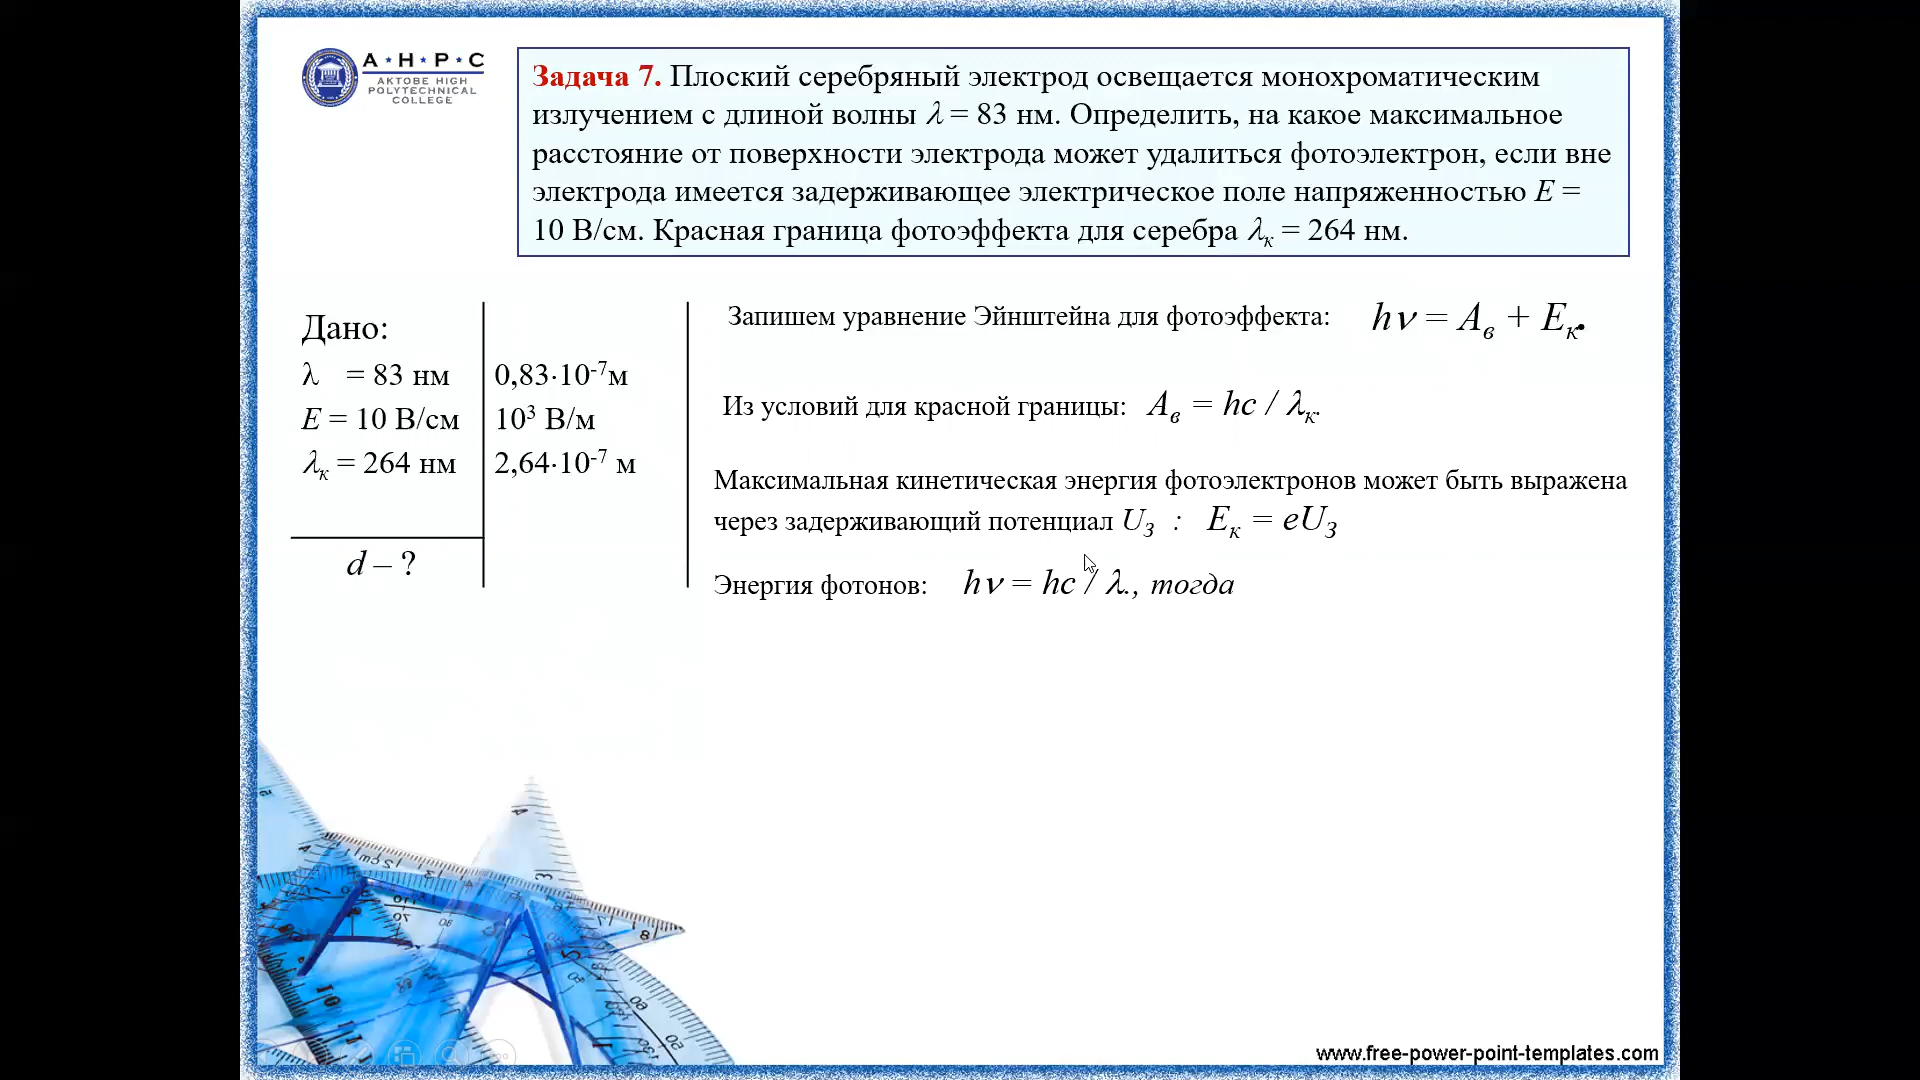 A·H·P·C
AKTOBE HIGH
POLYTECHNICAL
COLLEGE
Задача 7. Плоский серебряный электрод освещается монохроматическим
излучением с длиной волны λ = 83 нм. Определить, на какое максимальное
расстояние от поверхности электрода может удалиться фотоэлектрон, если вне
электрода имеется задерживающее электрическое поле напряженностью E =
10 В/см. Красная граница фотоэффекта для серебра λк = 264 нм.
Дано:
λ = 83 нм 0,83·10⁻⁷м
E = 10 В/см 10³ В/м
λк = 264 нм 2,64·10⁻⁷ м
d – ?
Запишем уравнение Эйнштейна для фотоэффекта: hν = Aв + Eк.
Из условий для красной границы: Aв = hc / λк.
Максимальная кинетическая энергия фотоэлектронов может быть выражена
через задерживающий потенциал UЗ : Eк = eUЗ
Энергия фотонов: hν = hc / λ., тогда
www.free-power-point-templates.com